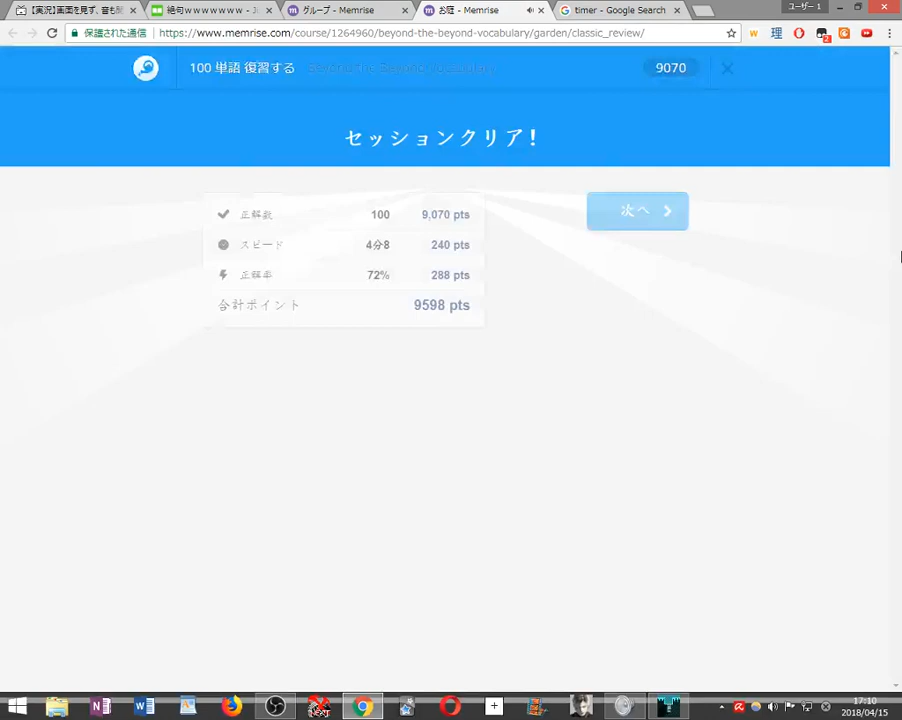 【実況】画面を見ず、音も
絶句wwwwwww - J
グループ - Memrise
お庭 - Memrise
timer - Google Search
ユーザー 1
保護された通信
https://www.memrise.com/course/1264960/beyond-the-beyond-vocabulary/garden/classic_review/
100 単語 復習する
Beyond the Beyond Vocabulary
9070
セッションクリア!
正解数 100 9,070 pts
次へ
スピード 4分8 240 pts
正解率 72% 288 pts
合計ポイント 9598 pts
17:10
2018/04/15